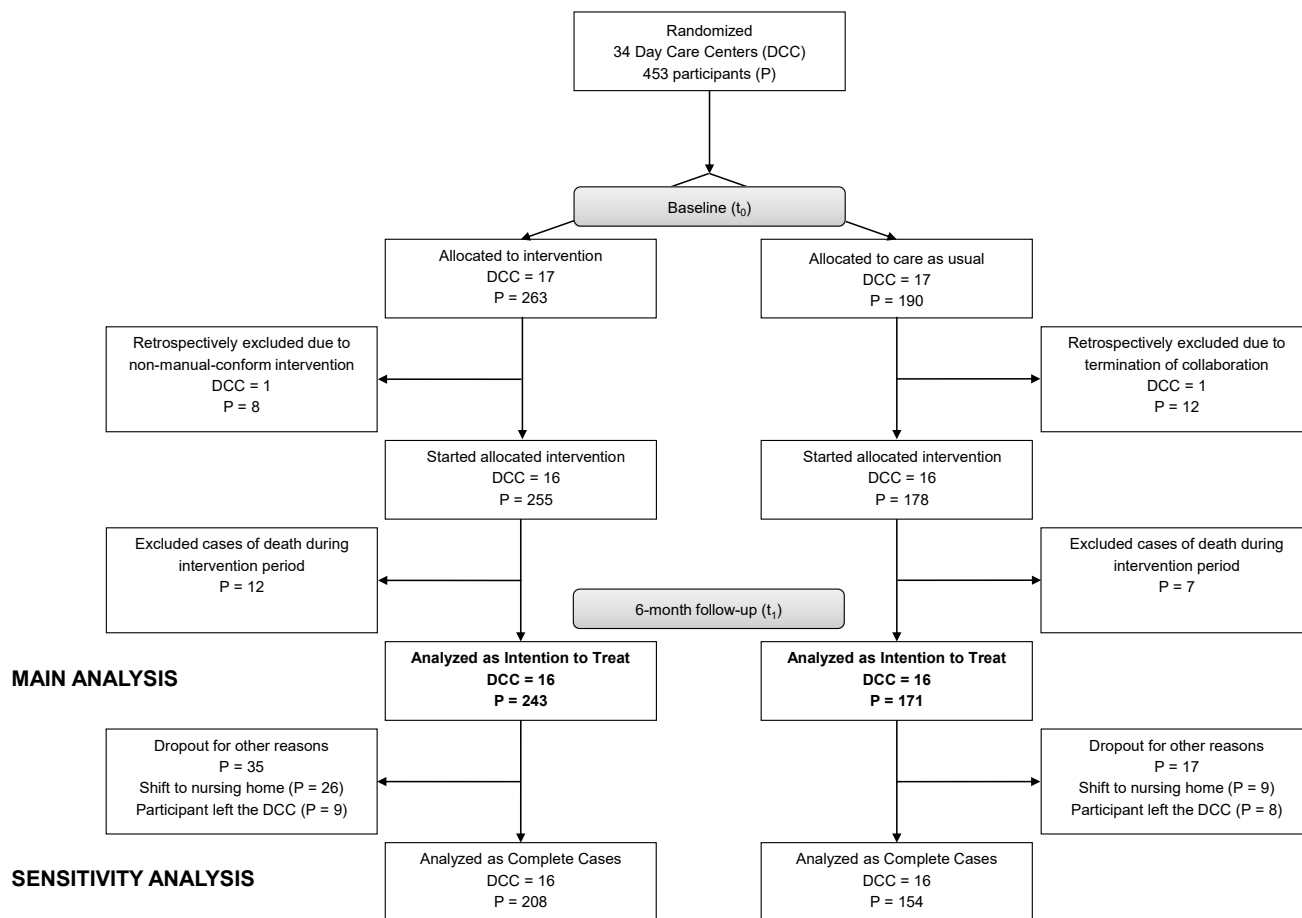 Randomized
34 Day Care Centers (DCC)
453 participants (P)
Baseline (t₀)
Allocated to intervention
DCC = 17
P = 263
Allocated to care as usual
DCC = 17
P = 190
Retrospectively excluded due to
non-manual-conform intervention
DCC = 1
P = 8
Retrospectively excluded due to
termination of collaboration
DCC = 1
P = 12
Started allocated intervention
DCC = 16
P = 255
Started allocated intervention
DCC = 16
P = 178
Excluded cases of death during
intervention period
P = 12
Excluded cases of death during
intervention period
P = 7
6-month follow-up (t₁)
MAIN ANALYSIS
Analyzed as Intention to Treat
DCC = 16
P = 243
Analyzed as Intention to Treat
DCC = 16
P = 171
Dropout for other reasons
P = 35
Shift to nursing home (P = 26)
Participant left the DCC (P = 9)
Dropout for other reasons
P = 17
Shift to nursing home (P = 9)
Participant left the DCC (P = 8)
SENSITIVITY ANALYSIS
Analyzed as Complete Cases
DCC = 16
P = 208
Analyzed as Complete Cases
DCC = 16
P = 154